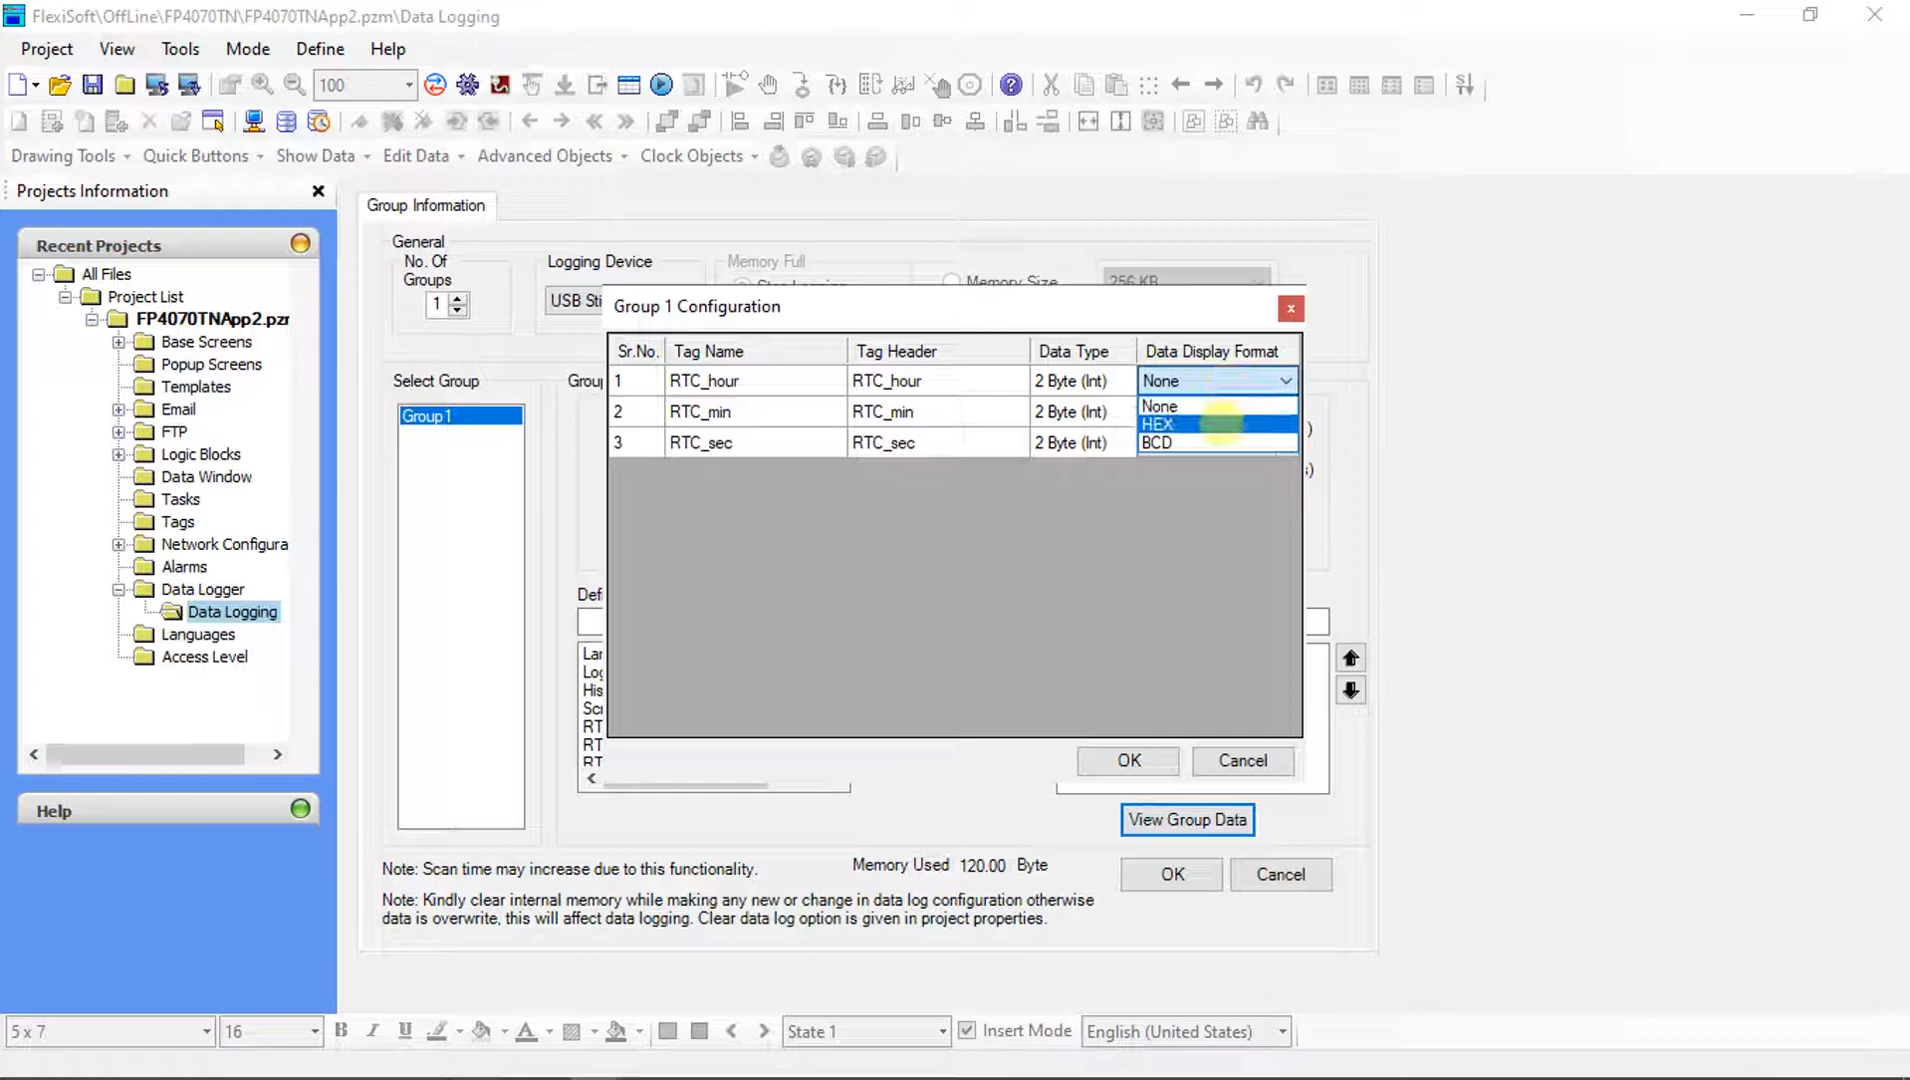 FlexiSoft\OffLine\FP4070TN\FP4070TNApp2.pzm\Data Logging
Project View Tools Mode Define Help
100
Drawing Tools Quick Buttons Show Data Edit Data Advanced Objects Clock Objects
Projects Information
Recent Projects
All Files
Project List
FP4070TNApp2.pzr
Base Screens
Popup Screens
Templates
Email
FTP
Logic Blocks
Data Window
Tasks
Tags
Network Configura
Alarms
Data Logger
Data Logging
Languages
Access Level
Help
Group Information
General
No. Of
Groups
1
Logging Device
USB Sti
Memory Full
Memory Size
256 KB
Select Group
Group1
Grou
Group 1 Configuration
Sr.No. Tag Name Tag Header Data Type Data Display Format
1 RTC_hour RTC_hour 2 Byte (Int) None
2 RTC_min RTC_min 2 Byte (Int)
3 RTC_sec RTC_sec 2 Byte (Int)
None
HEX
BCD
)
s)
Defi
Lar
Log
His
Scr
RT
RT
RT
OK Cancel
View Group Data
Note: Scan time may increase due to this functionality.
Memory Used 120.00 Byte
OK Cancel
Note: Kindly clear internal memory while making any new or change in data log configuration otherwise
data is overwrite, this will affect data logging. Clear data log option is given in project properties.
5 x 7 16 B I U A State 1 Insert Mode English (United States)